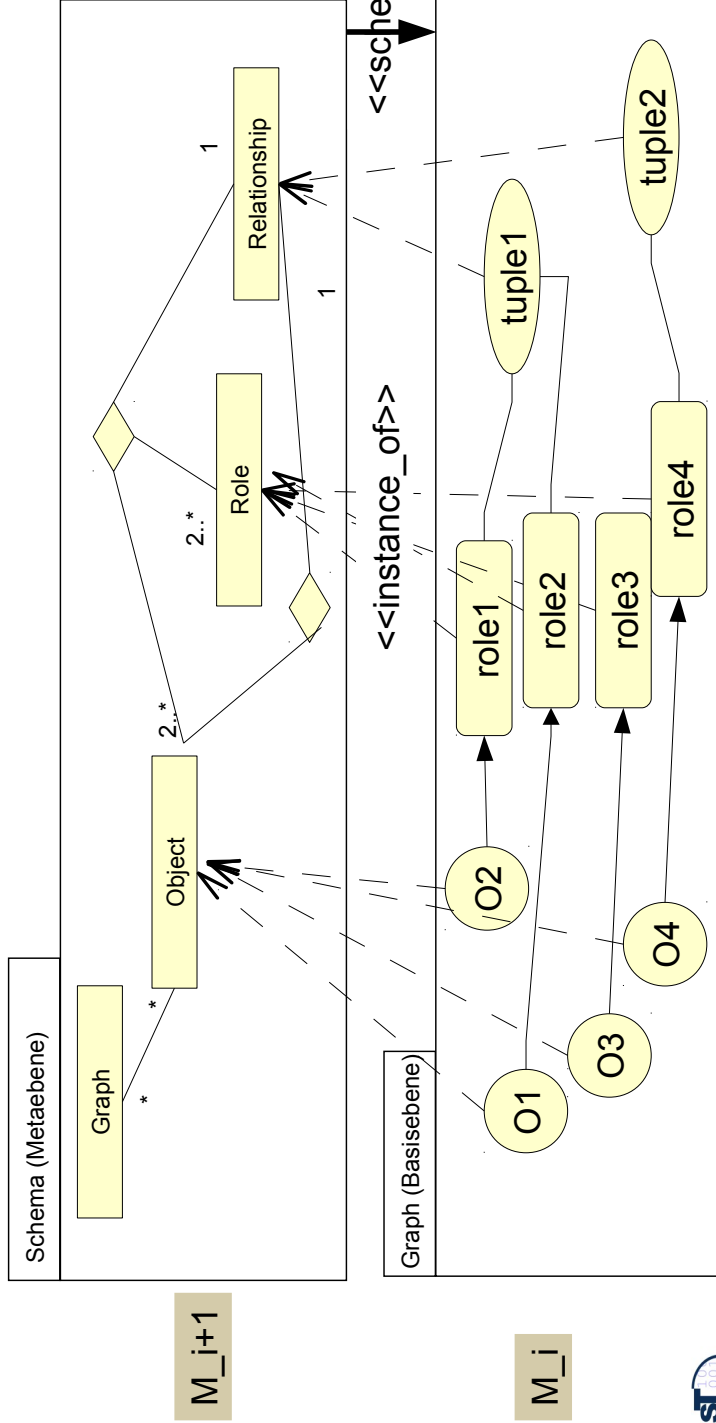 Schema (Metaebene)
M_i+1
Graph
*
*
Object
2..*
2..*
Role
1
Relationship
1
<<instance_of>>
<<sche
Graph (Basisebene)
M_i
O1
O2
O3
O4
role1
role2
role3
role4
tuple1
tuple2